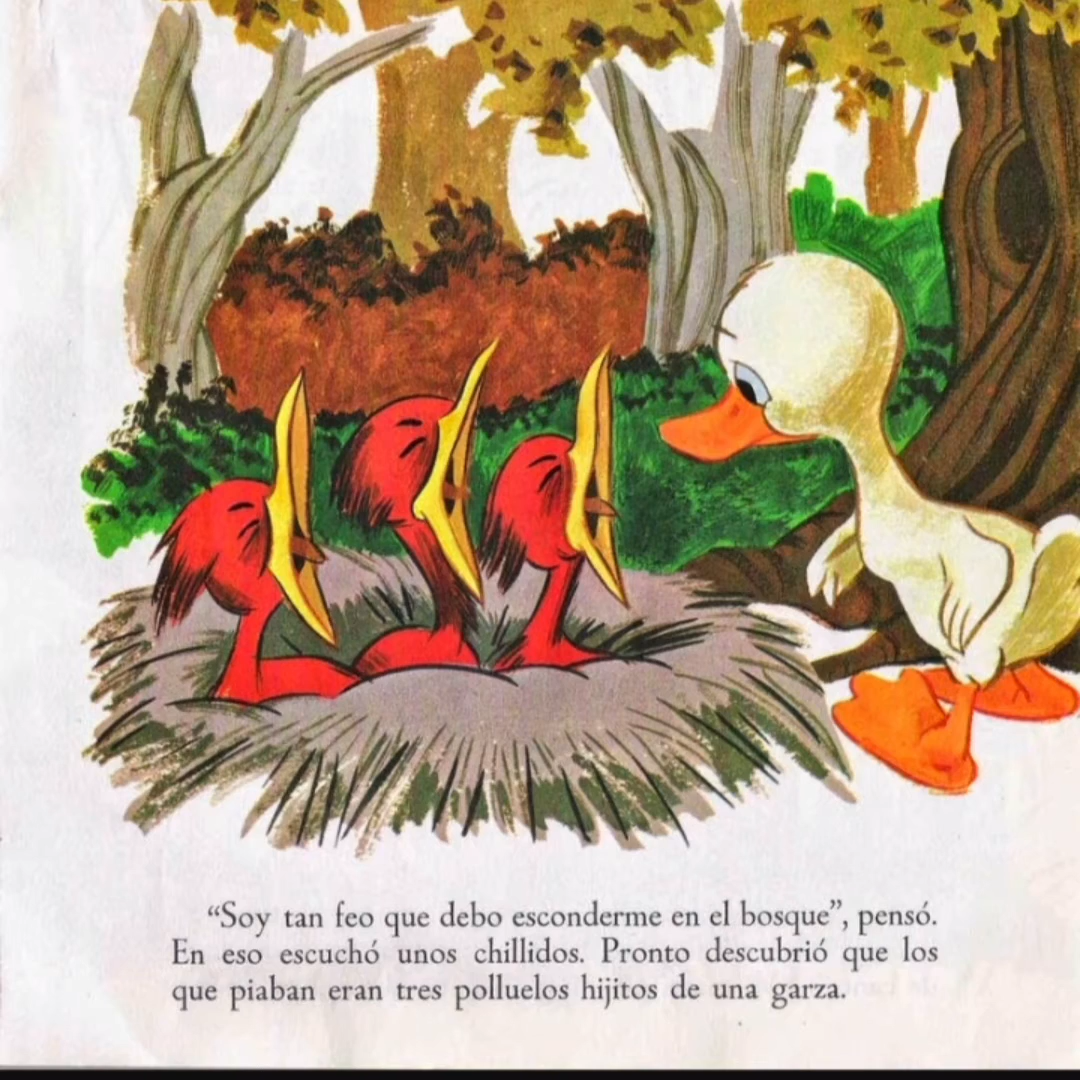 “Soy tan feo que debo esconderme en el bosque”, pensó.
En eso escuchó unos chillidos. Pronto descubrió que los
que piaban eran tres polluelos hijitos de una garza.